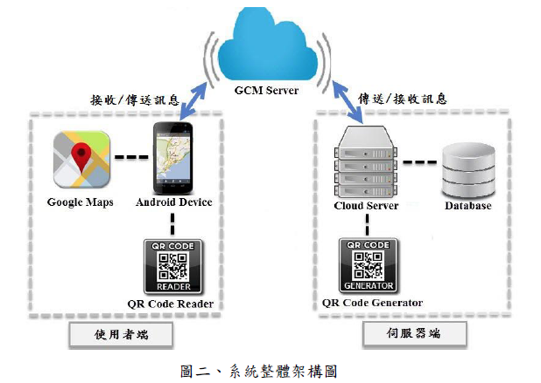 GCM Server
接收/傳送訊息
傳送/接收訊息
Google Maps
Android Device
Cloud Server
Database
QR CODE
READER
QR Code Reader
QR CODE
GENERATOR
QR Code Generator
使用者端
伺服器端
圖二、系統整體架構圖